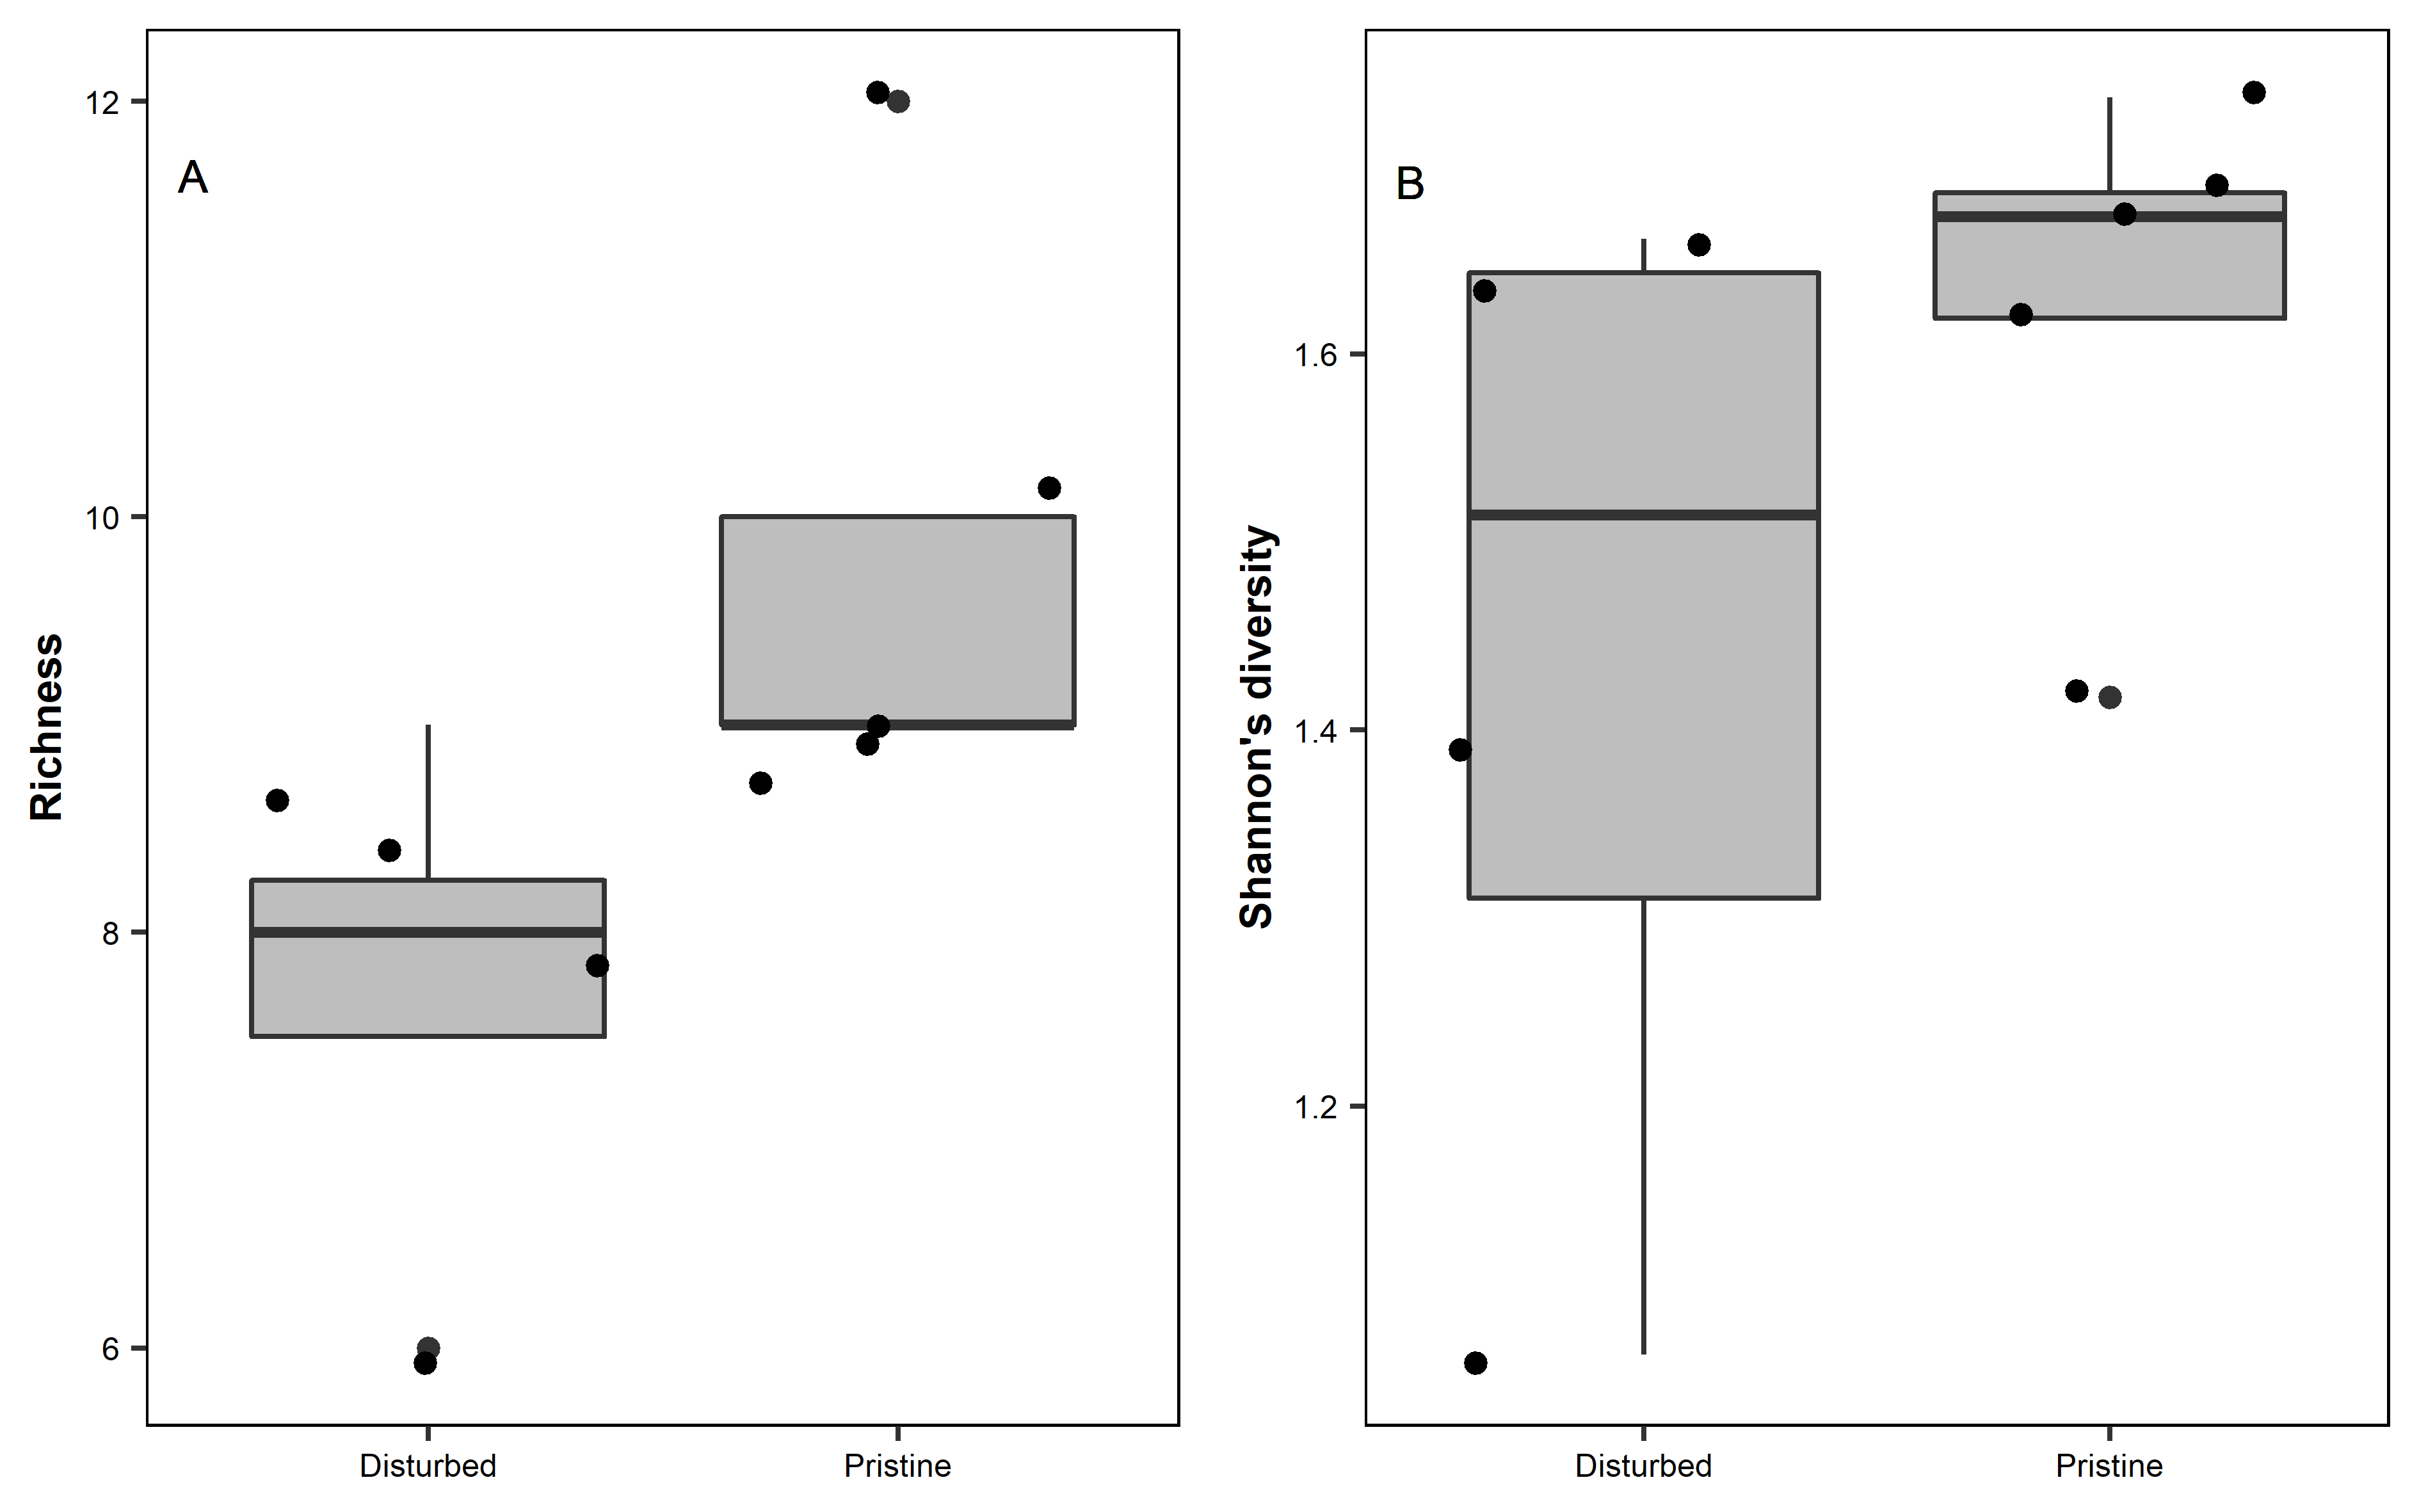 A
Richness
12
10
8
6
Disturbed
Pristine
B
Shannon's diversity
1.6
1.4
1.2
Disturbed
Pristine